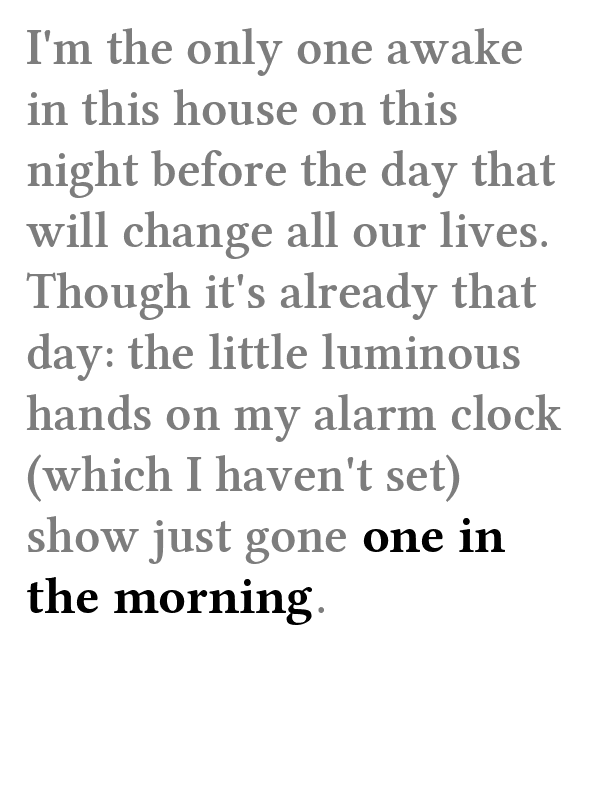 I'm the only one awake
in this house on this
night before the day that
will change all our lives.
Though it's already that
day: the little luminous
hands on my alarm clock
(which I haven't set)
show just gone one in
the morning.